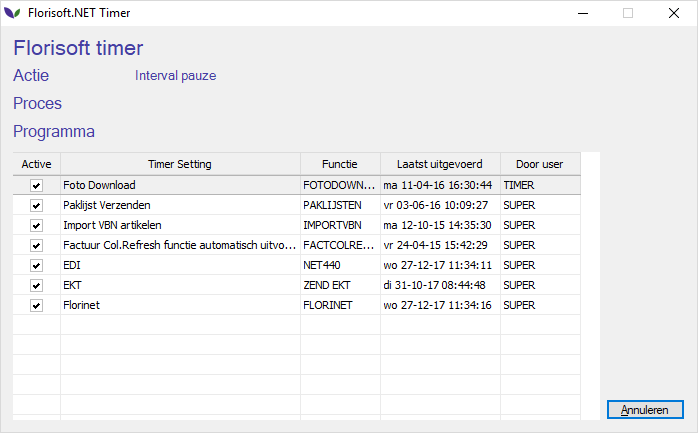 Florisoft.NET Timer
Florisoft timer
Actie Interval pauze
Proces
Programma
Active Timer Setting Functie Laatst uitgevoerd Door user
Foto Download FOTODOWN... ma 11-04-16 16:30:44 TIMER
Paklijst Verzenden PAKLIJSTEN vr 03-06-16 10:09:27 SUPER
Import VBN artikelen IMPORTVBN ma 12-10-15 14:35:30 SUPER
Factuur Col.Refresh functie automatisch uitvo... FACTCOLRE... vr 24-04-15 15:42:29 SUPER
EDI NET440 wo 27-12-17 11:34:11 SUPER
EKT ZEND EKT di 31-10-17 08:44:48 SUPER
Florinet FLORINET wo 27-12-17 11:34:16 SUPER
Annuleren